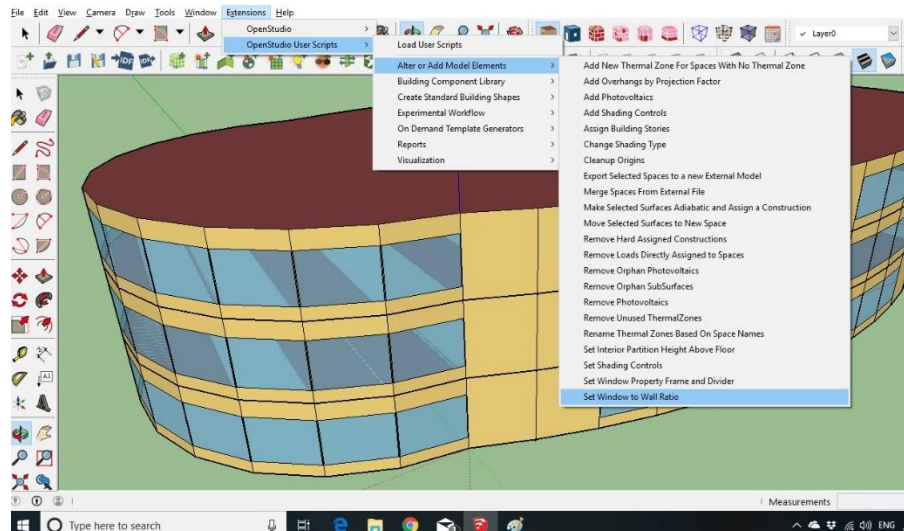 File Edit View Camera Draw Tools Window Extensions Help
OpenStudio
OpenStudio User Scripts
Load User Scripts
Alter or Add Model Elements
Building Component Library
Create Standard Building Shapes
Experimental Workflow
On Demand Template Generators
Reports
Visualization
Add New Thermal Zone For Spaces With No Thermal Zone
Add Overhangs by Projection Factor
Add Photovoltaics
Add Shading Controls
Assign Building Stories
Change Shading Type
Cleanup Origins
Export Selected Spaces to a new External Model
Merge Spaces From External File
Make Selected Surfaces Adiabatic and Assign a Construction
Move Selected Surfaces to New Space
Remove Hard Assigned Constructions
Remove Loads Directly Assigned to Spaces
Remove Orphan Photovoltaics
Remove Orphan SubSurfaces
Remove Photovoltaics
Remove Unused ThermalZones
Rename Thermal Zones Based On Space Names
Set Interior Partition Height Above Floor
Set Shading Controls
Set Window Property Frame and Divider
Set Window to Wall Ratio
Layer0
IDF
Measurements
Type here to search
ENG